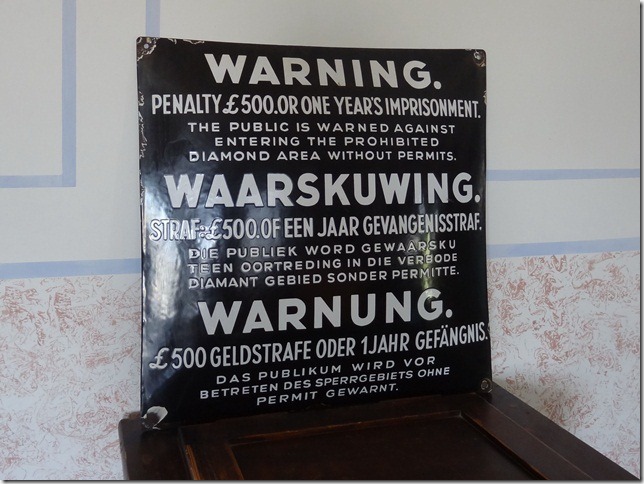 WARNING.
PENALTY £500.OR ONE YEAR'S IMPRISONMENT.
THE PUBLIC IS WARNED AGAINST
ENTERING THE PROHIBITED
DIAMOND AREA WITHOUT PERMITS.
WAARSKUWING.
STRAF:£500.OF EEN JAAR GEVANGENISSTRAF.
DIE PUBLIEK WORD GEWAARSKU
TEEN OORTREDING IN DIE VERBODE
DIAMANT GEBIED SONDER PERMITTE.
WARNUNG.
£500 GELDSTRAFE ODER 1 JAHR GEFÄNGNIS.
DAS PUBLIKUM WIRD VOR
BETRETEN DES SPERRGEBIETS OHNE
PERMIT GEWARNT.